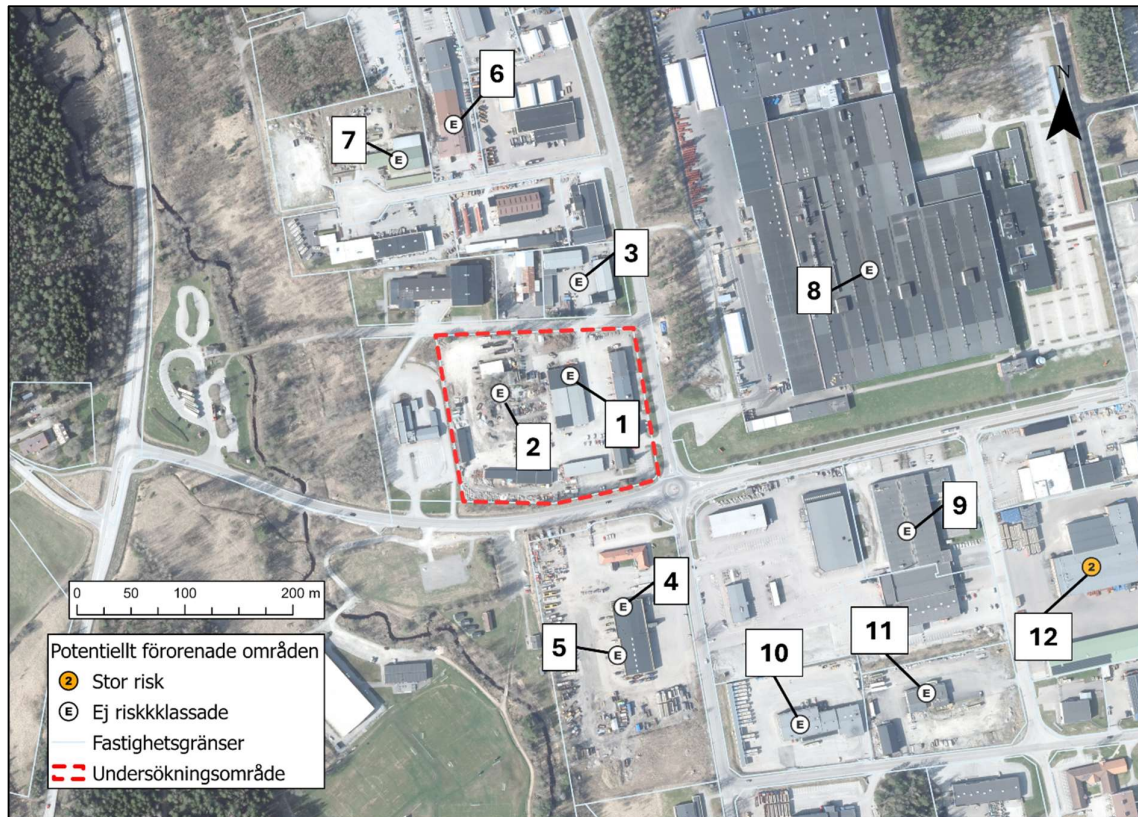 6
N
7
3
8
1
2
9
4
5
10
11
12
E
E
E
E
E
E
E
E
E
E
E
2
0 50 100 200 m
Potentiellt förorenade områden
2 Stor risk
E Ej riskkklassade
Fastighetsgränser
Undersökningsområde